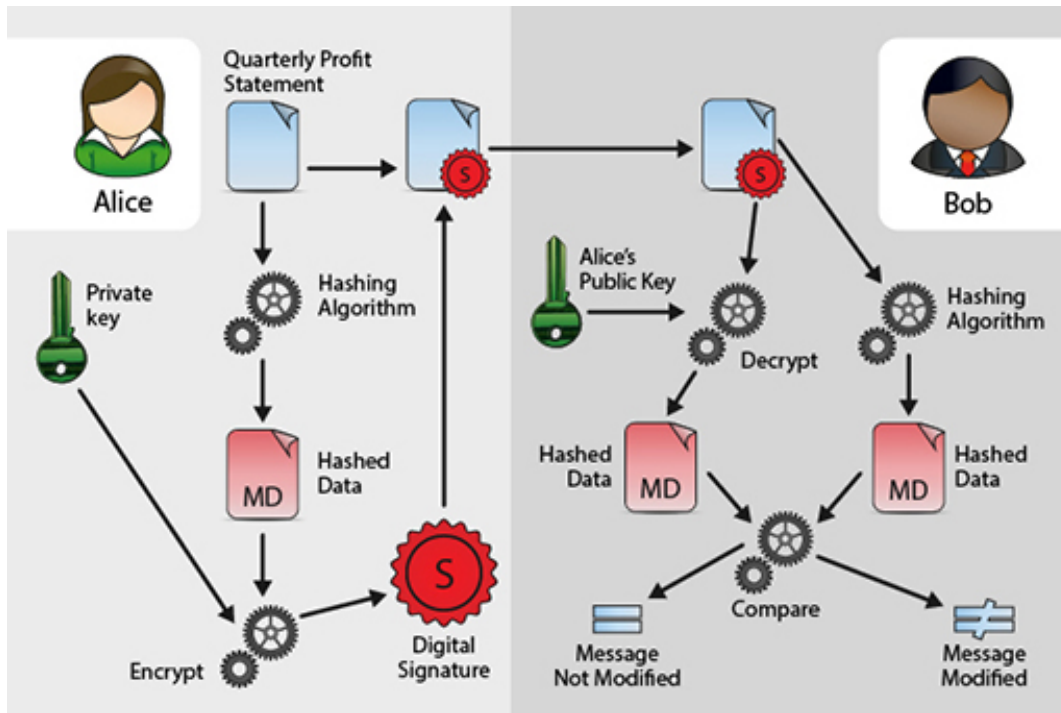 Quarterly Profit
Statement
Alice
S
S
Bob
Private
key
Hashing
Algorithm
Alice's
Public Key
Hashing
Algorithm
Decrypt
MD
Hashed
Data
Hashed
Data
MD
MD
Hashed
Data
S
Encrypt
Digital
Signature
Compare
Message
Not Modified
Message
Modified